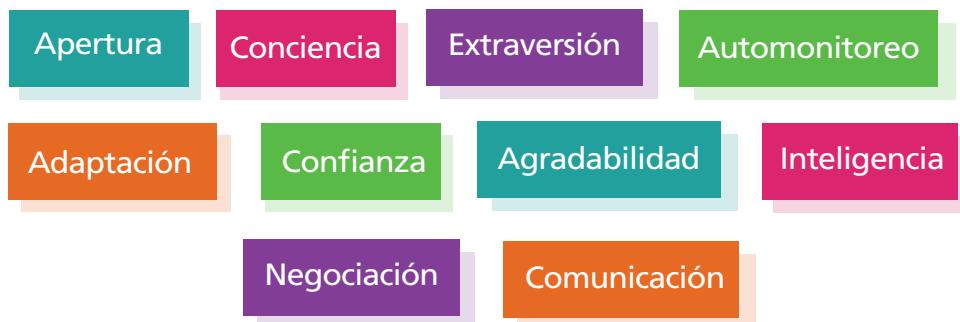 Apertura
Conciencia
Extraversión
Automonitoreo
Adaptación
Confianza
Agradabilidad
Inteligencia
Negociación
Comunicación